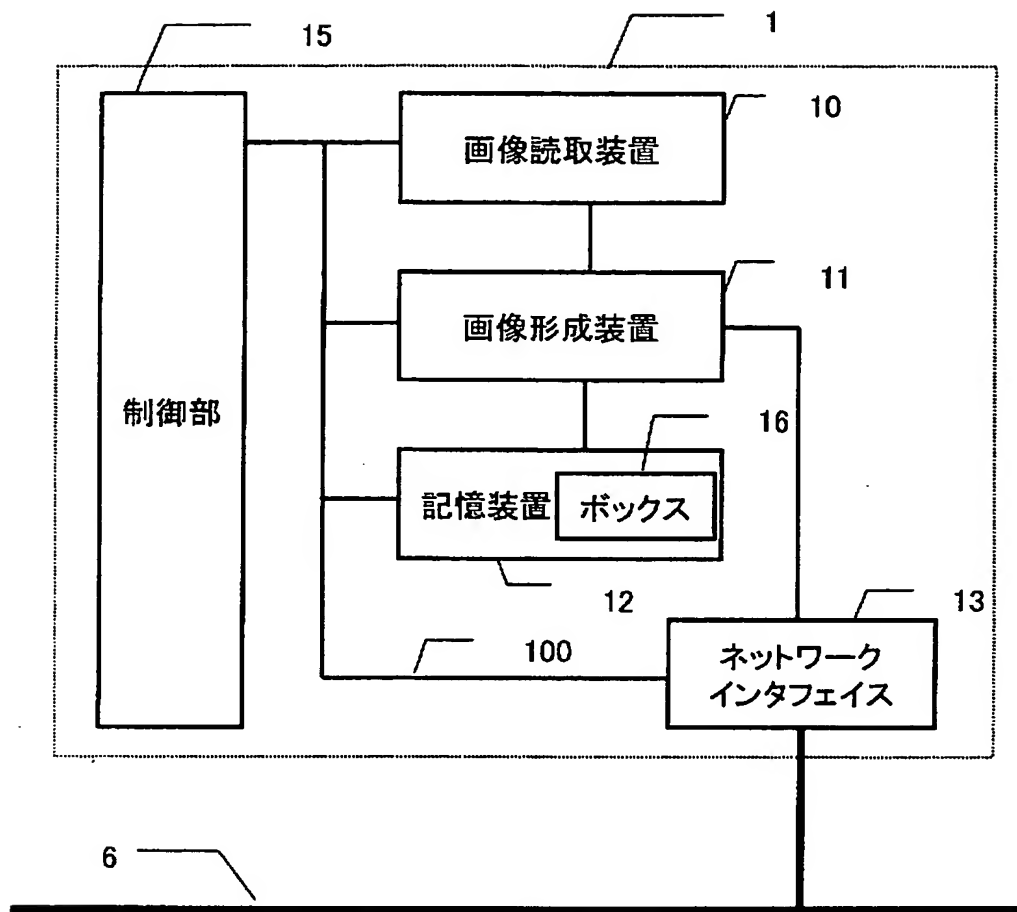 15
1
10
画像読取装置
11
画像形成装置
制御部
16
記憶装置
ボックス
12
13
100
ネットワーク
インタフェイス
6